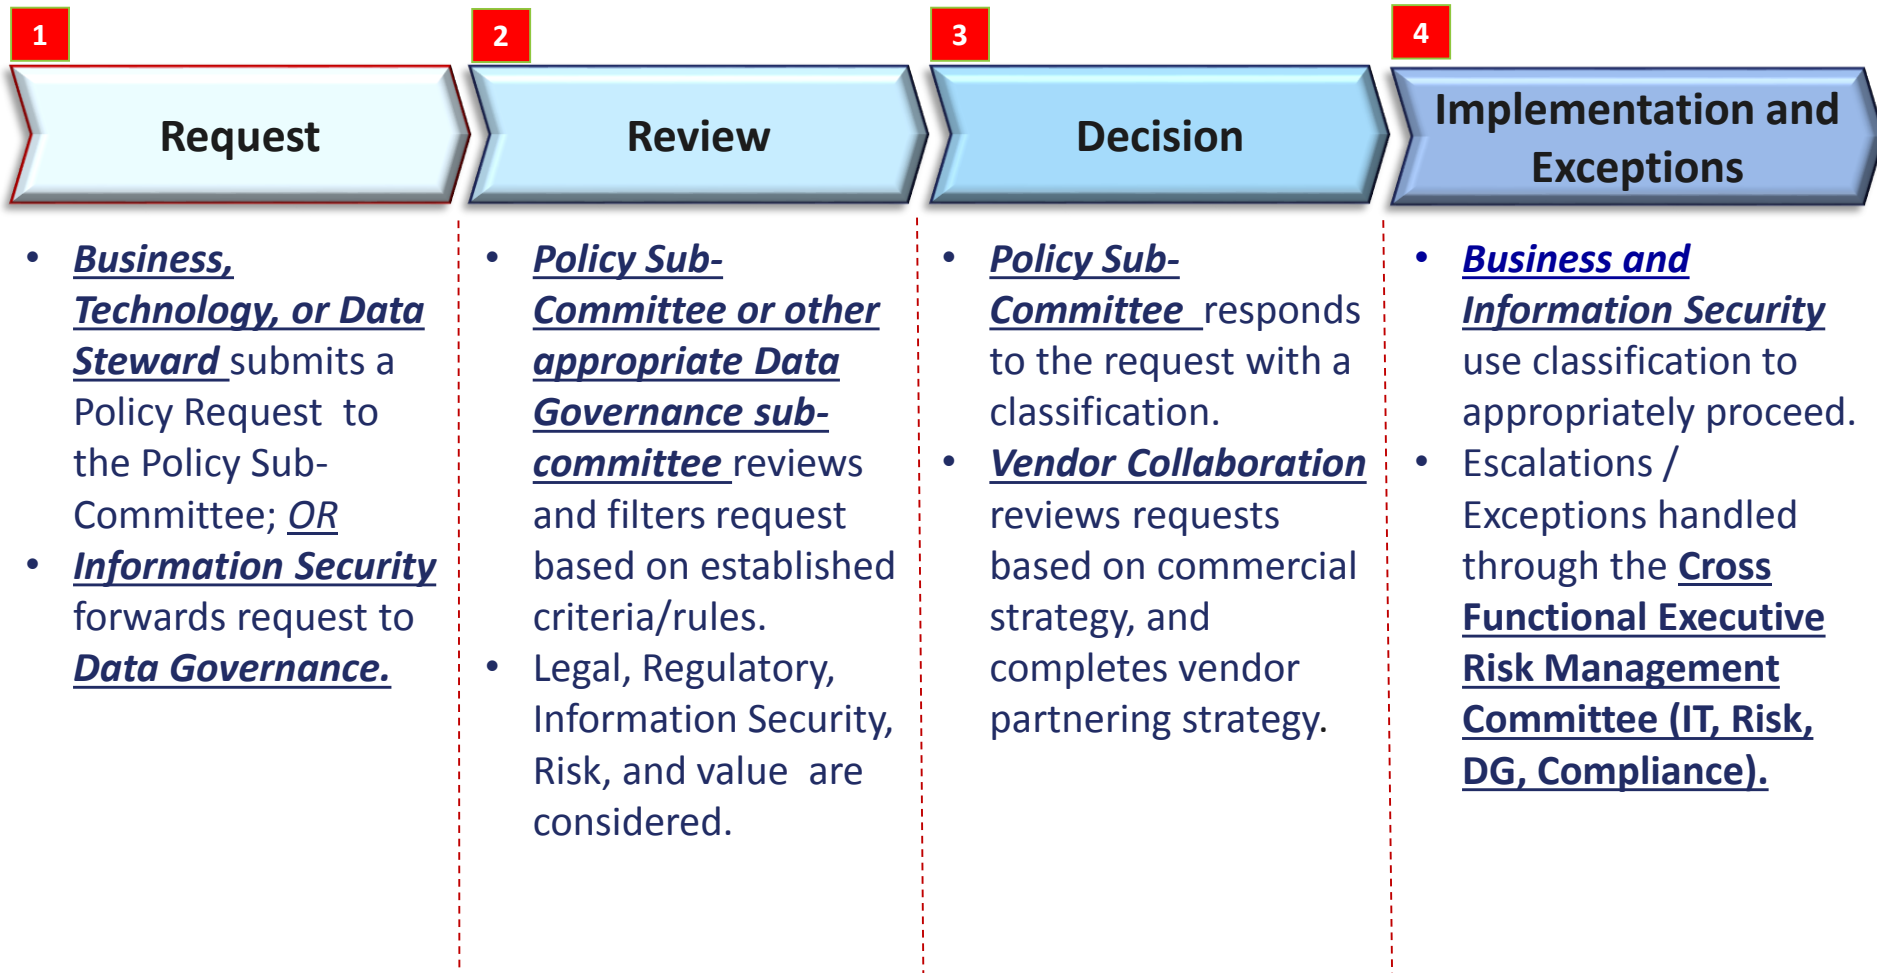 1
Request
• Business,
Technology, or Data
Steward submits a
Policy Request  to
the Policy Sub-
Committee; OR
• Information Security
forwards request to
Data Governance.
2
Review
• Policy Sub-
Committee or other
appropriate Data
Governance sub-
committee reviews
and filters request
based on established
criteria/rules.
• Legal, Regulatory,
Information Security,
Risk, and value  are
considered.
3
Decision
• Policy Sub-
Committee  responds
to the request with a
classification.
• Vendor Collaboration
reviews requests
based on commercial
strategy, and
completes vendor
partnering strategy.
4
Implementation and
Exceptions
• Business and
Information Security
use classification to
appropriately proceed.
• Escalations /
Exceptions handled
through the Cross
Functional Executive
Risk Management
Committee (IT, Risk,
DG, Compliance).